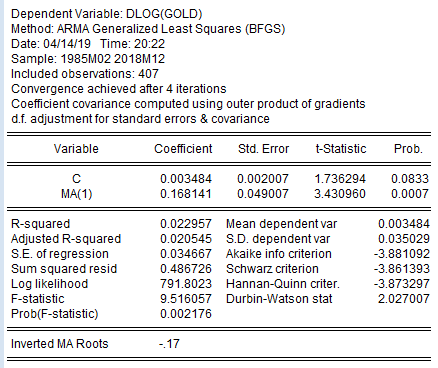 Dependent Variable: DLOG(GOLD)
Method: ARMA Generalized Least Squares (BFGS)
Date: 04/14/19 Time: 20:22
Sample: 1985M02 2018M12
Included observations: 407
Convergence achieved after 4 iterations
Coefficient covariance computed using outer product of gradients
d.f. adjustment for standard errors & covariance
Variable Coefficient Std. Error t-Statistic Prob.
C 0.003484 0.002007 1.736294 0.0833
MA(1) 0.168141 0.049007 3.430960 0.0007
R-squared 0.022957 Mean dependent var 0.003484
Adjusted R-squared 0.020545 S.D. dependent var 0.035029
S.E. of regression 0.034667 Akaike info criterion -3.881092
Sum squared resid 0.486726 Schwarz criterion -3.861393
Log likelihood 791.8023 Hannan-Quinn criter. -3.873297
F-statistic 9.516057 Durbin-Watson stat 2.027007
Prob(F-statistic) 0.002176
Inverted MA Roots -.17